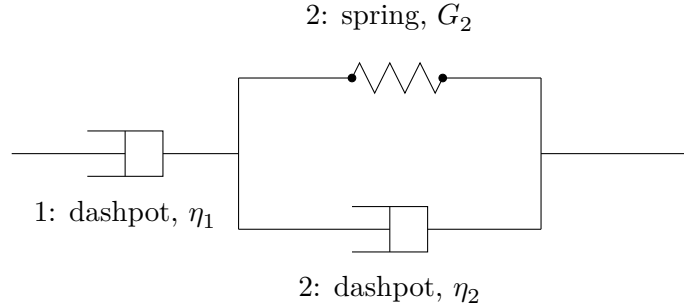 2: spring, G₂
1: dashpot, η₁
2: dashpot, η₂